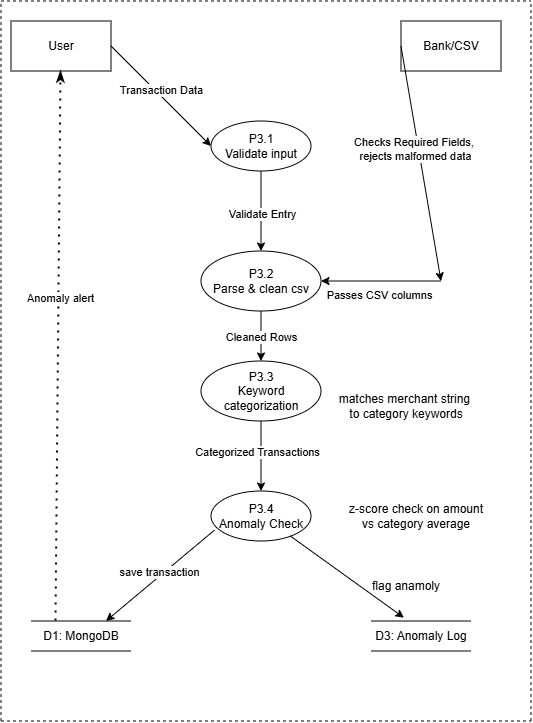 User
Bank/CSV
Transaction Data
P3.1
Validate input
Checks Required Fields,
rejects malformed data
Validate Entry
P3.2
Parse & clean csv
Anomaly alert
Passes CSV columns
Cleaned Rows
P3.3
Keyword
categorization
matches merchant string
to category keywords
Categorized Transactions
P3.4
Anomaly Check
z-score check on amount
vs category average
save transaction
flag anamoly
D1: MongoDB
D3: Anomaly Log